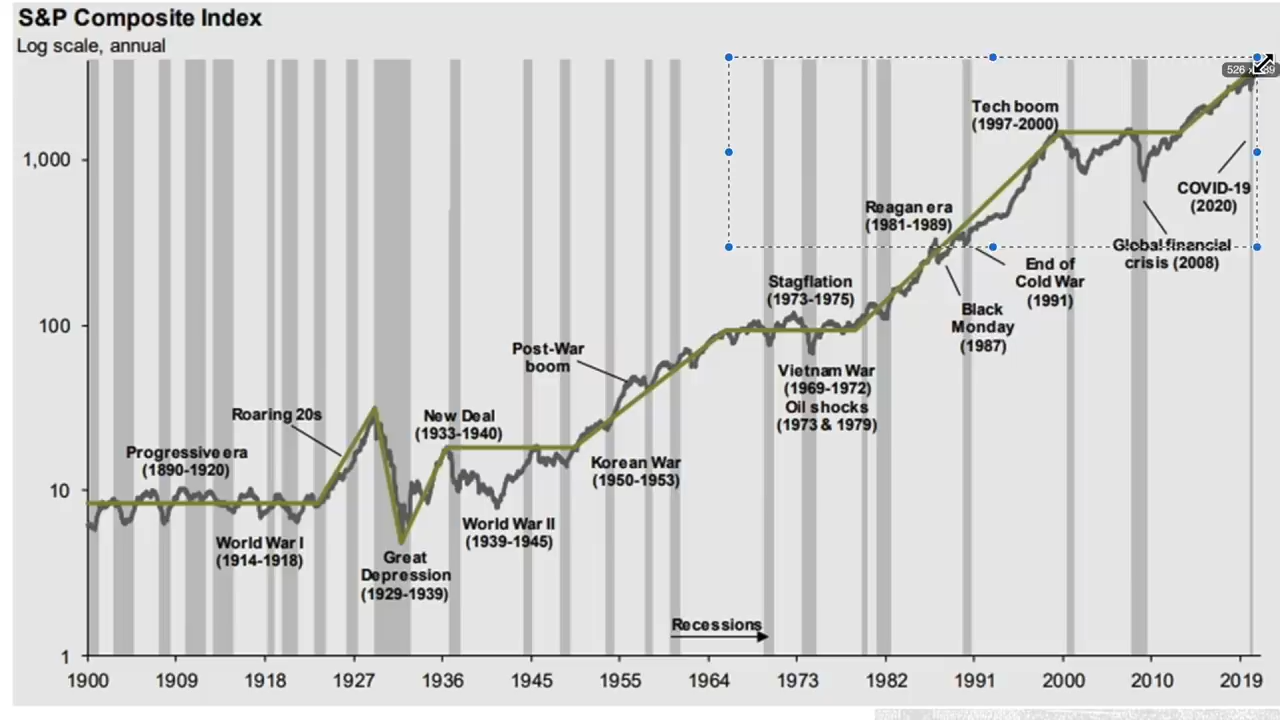 S&P Composite Index
Log scale, annual
Tech boom
(1997-2000)
1,000
COVID-19
(2020)
Reagan era
(1981-1989)
Global financial
crisis (2008)
End of
Cold War
(1991)
Stagflation
(1973-1975)
Black
Monday
(1987)
100
Post-War
boom
Vietnam War
(1969-1972)
Oil shocks
(1973 & 1979)
Roaring 20s
New Deal
(1933-1940)
Progressive era
(1890-1920)
Korean War
(1950-1953)
10
World War II
(1939-1945)
World War I
(1914-1918)
Great
Depression
(1929-1939)
Recessions
1
1900 1909 1918 1927 1936 1945 1955 1964 1973 1982 1991 2000 2010 2019